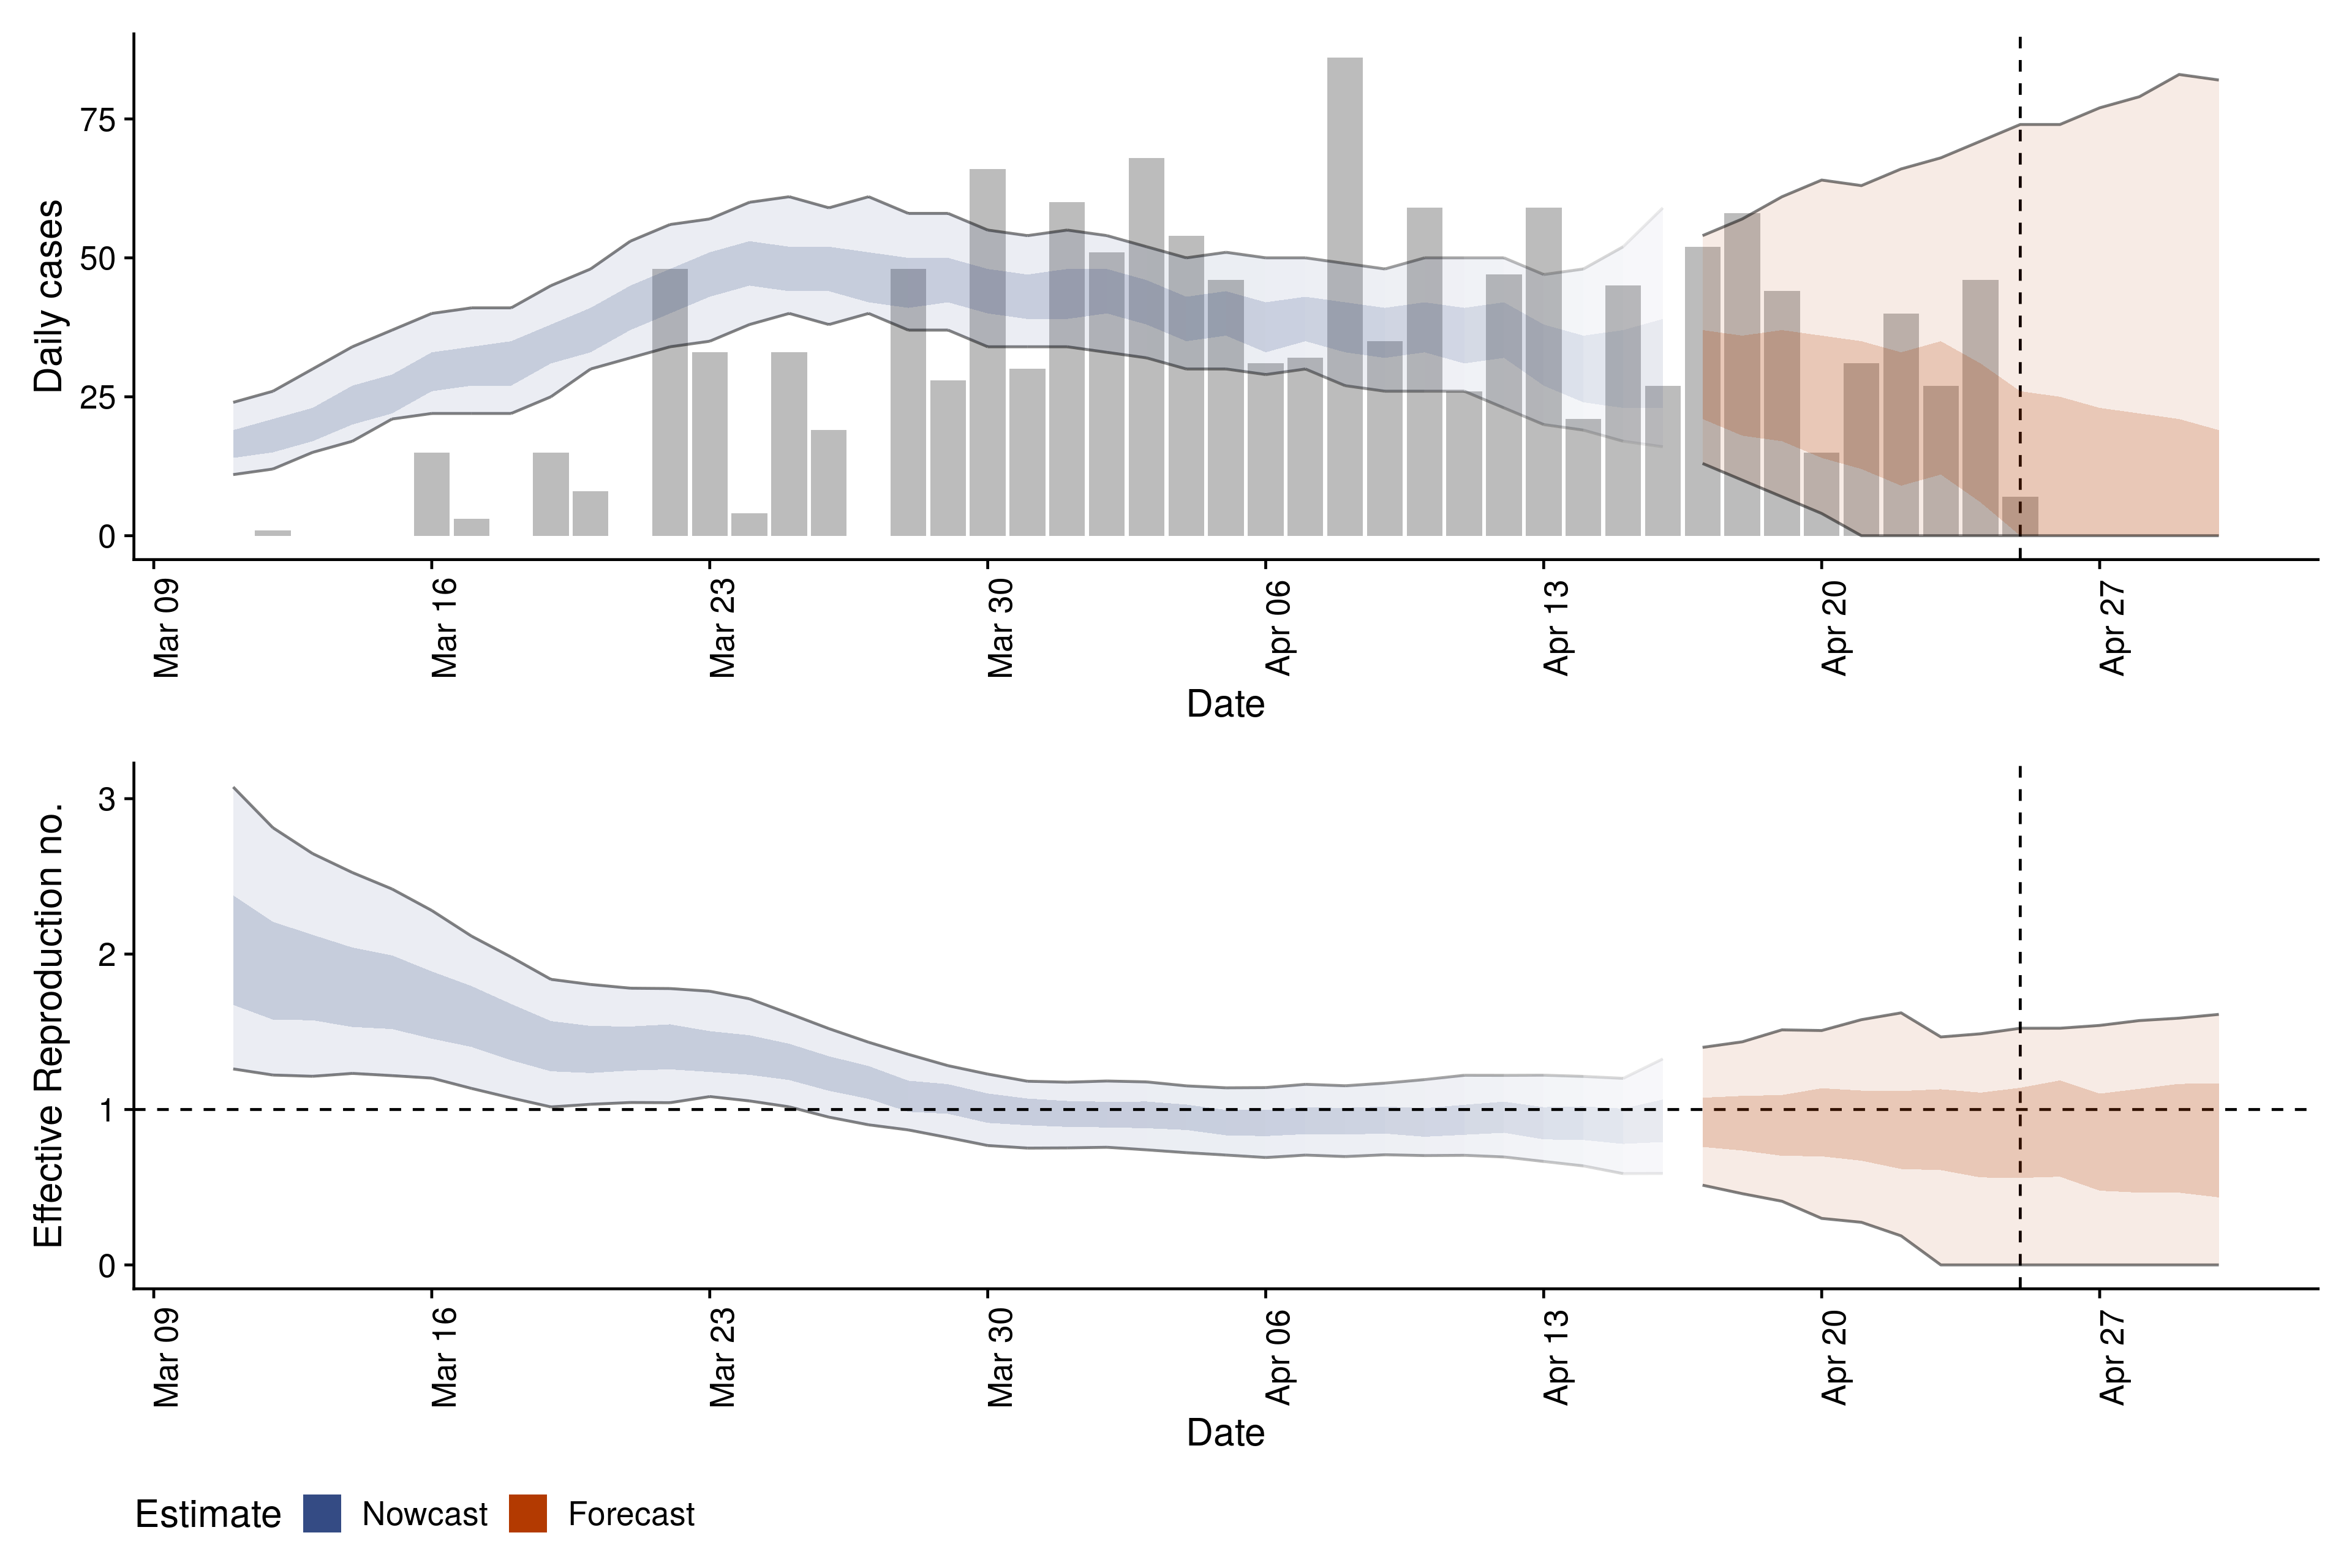 Daily cases
75
50
25
0
Mar 09
Mar 16
Mar 23
Mar 30
Apr 06
Apr 13
Apr 20
Apr 27
Date
Effective Reproduction no.
3
2
1
0
Mar 09
Mar 16
Mar 23
Mar 30
Apr 06
Apr 13
Apr 20
Apr 27
Date
Estimate Nowcast Forecast